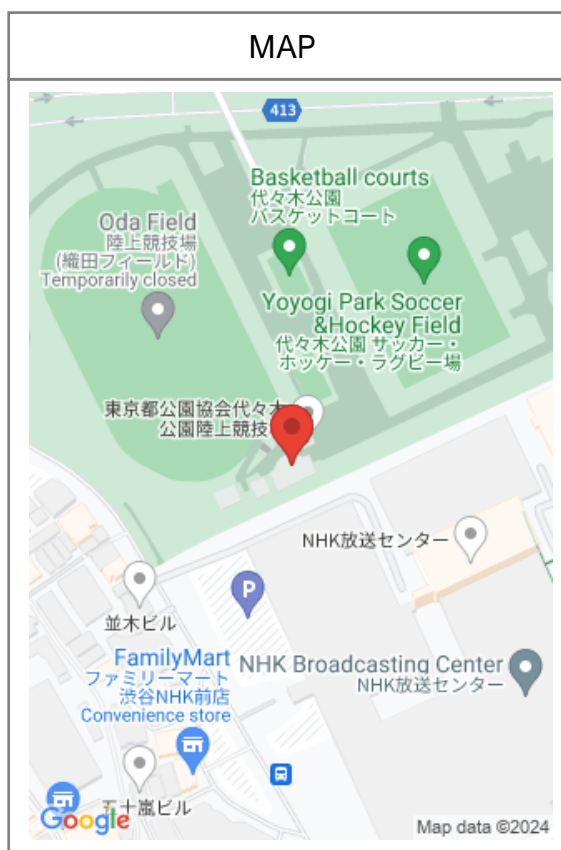 MAP
413
Basketball courts
代々木公園
バスケットコート
Oda Field
陸上競技場
(織田フィールド)
Temporarily closed
Yoyogi Park Soccer
&Hockey Field
代々木公園 サッカー・
ホッケー・ラグビー場
東京都公園協会代々木
公園陸上競技
NHK放送センター
P
並木ビル
FamilyMart
ファミリーマート
渋谷NHK前店
Convenience store
NHK Broadcasting Center
NHK放送センター
五十嵐ビル
Google
Map data ©2024